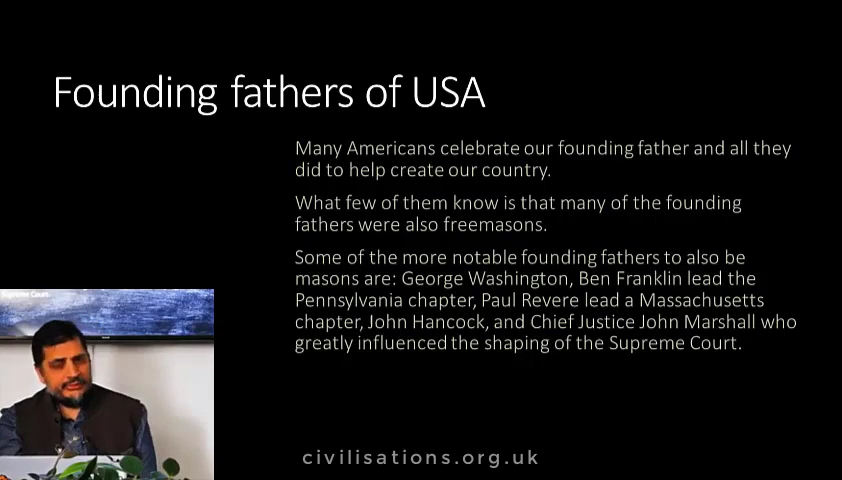 Founding fathers of USA
Many Americans celebrate our founding father and all they
did to help create our country.
What few of them know is that many of the founding
fathers were also freemasons.
Some of the more notable founding fathers to also be
masons are: George Washington, Ben Franklin lead the
Pennsylvania chapter, Paul Revere lead a Massachusetts
chapter, John Hancock, and Chief Justice John Marshall who
greatly influenced the shaping of the Supreme Court.
Supreme Court.
civilisations.org.uk